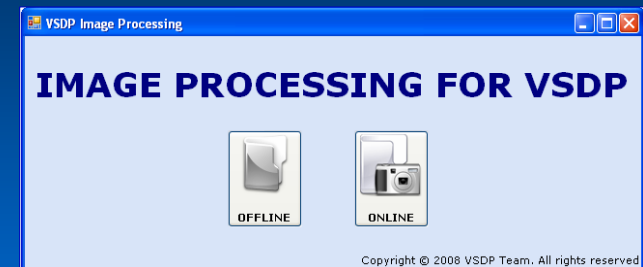 VSDP Image Processing
IMAGE PROCESSING FOR VSDP
OFFLINE ONLINE
Copyright © 2008 VSDP Team. All rights reserved